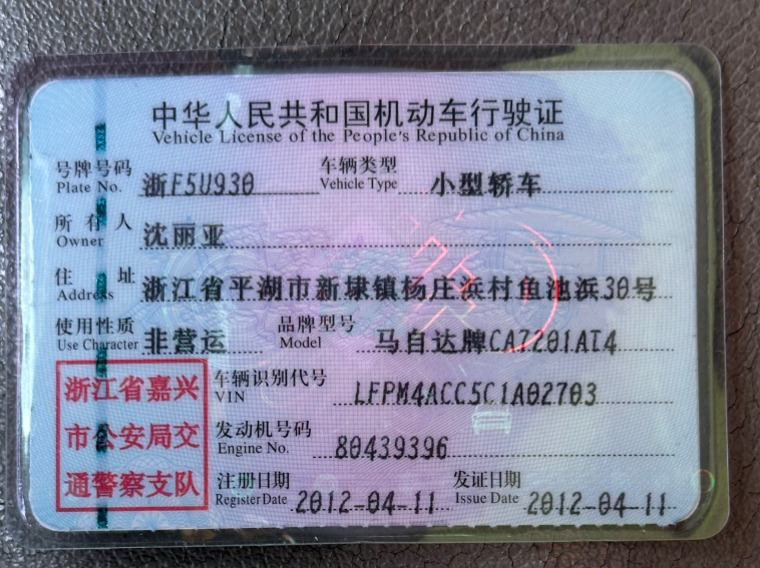 中华人民共和国机动车行驶证
Vehicle License of the People's Republic of China
号牌号码 浙F5U930 车辆类型 小型轿车
Plate No. Vehicle Type
所有人 沈丽亚
Owner
住址 浙江省平湖市新埭镇杨庄浜村鱼池浜30号
Address
使用性质 非营运 品牌型号 马自达牌CA7201AT4
Use Character Model
浙江省嘉兴
市公安局交
通警察支队
车辆识别代号 LFPM4ACC5C1A02703
VIN
发动机号码 80439396
Engine No.
注册日期 2012-04-11 发证日期 2012-04-11
Register Date Issue Date